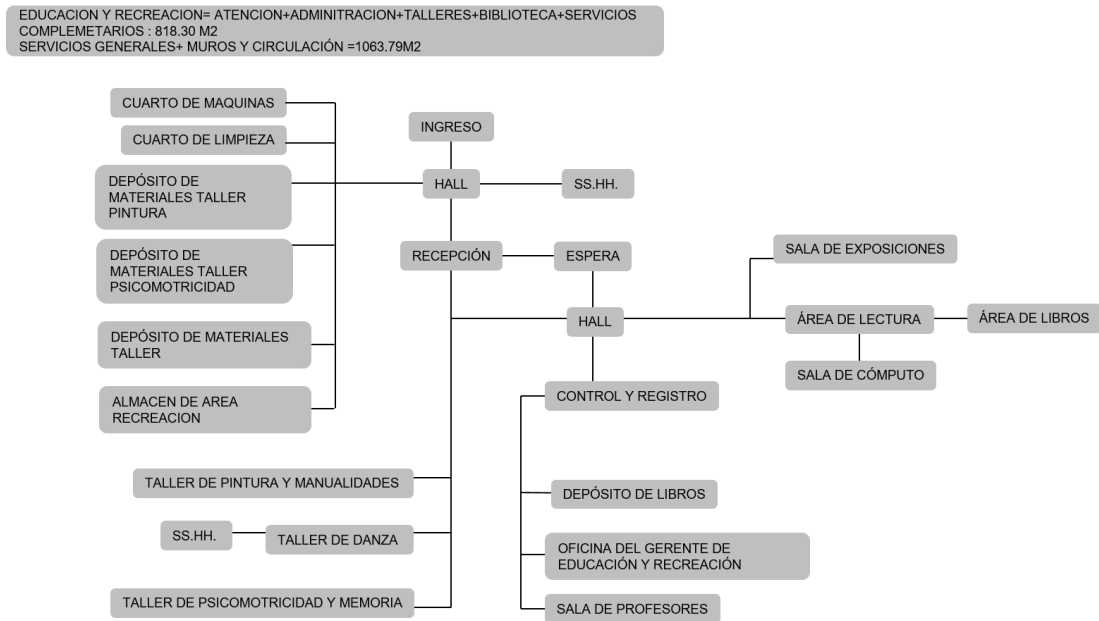 EDUCACION Y RECREACION= ATENCION+ADMINITRACION+TALLERES+BIBLIOTECA+SERVICIOS
COMPLEMETARIOS : 818.30 M2
SERVICIOS GENERALES+ MUROS Y CIRCULACIÓN =1063.79M2
CUARTO DE MAQUINAS
INGRESO
CUARTO DE LIMPIEZA
DEPÓSITO DE
MATERIALES TALLER
PINTURA
HALL
SS.HH.
DEPÓSITO DE
MATERIALES TALLER
PSICOMOTRICIDAD
RECEPCIÓN
ESPERA
SALA DE EXPOSICIONES
HALL
ÁREA DE LECTURA
ÁREA DE LIBROS
DEPÓSITO DE MATERIALES
TALLER
SALA DE CÓMPUTO
ALMACEN DE AREA
RECREACION
CONTROL Y REGISTRO
TALLER DE PINTURA Y MANUALIDADES
DEPÓSITO DE LIBROS
SS.HH.
TALLER DE DANZA
OFICINA DEL GERENTE DE
EDUCACIÓN Y RECREACIÓN
TALLER DE PSICOMOTRICIDAD Y MEMORIA
SALA DE PROFESORES